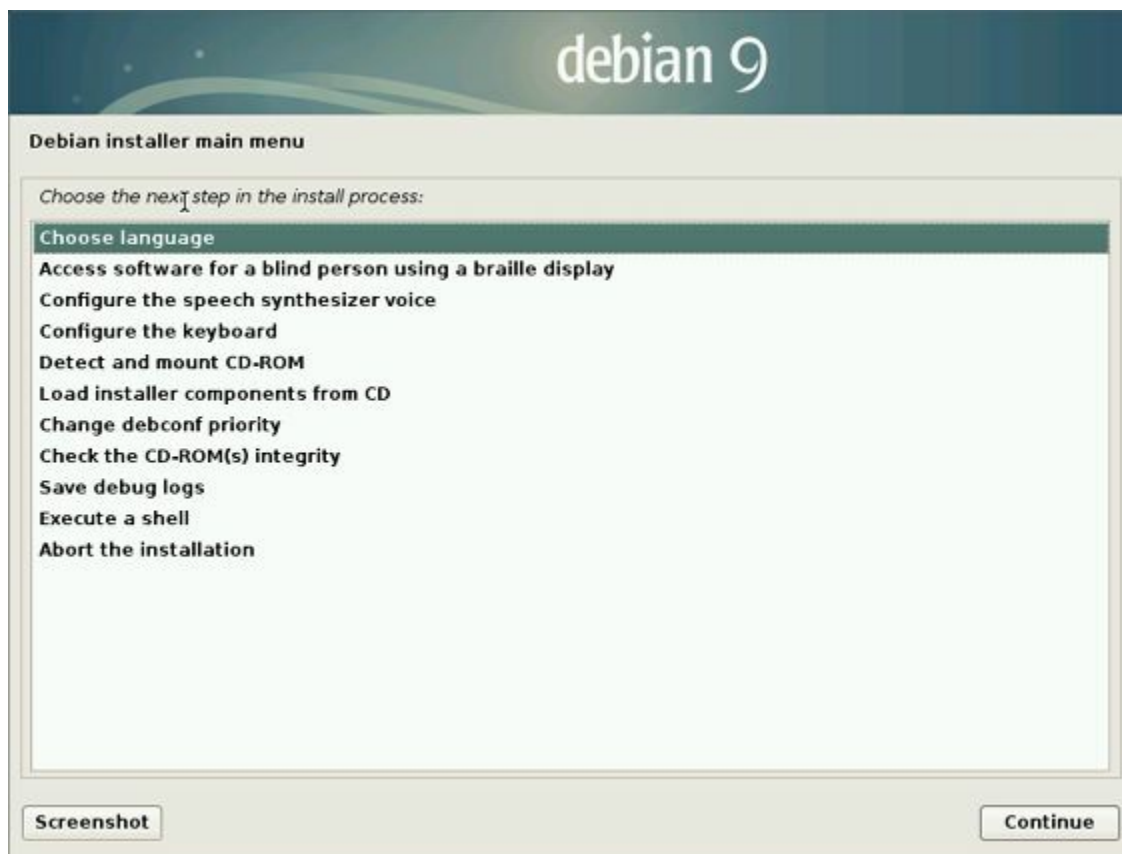 debian 9
Debian installer main menu
Choose the next step in the install process:
Choose language
Access software for a blind person using a braille display
Configure the speech synthesizer voice
Configure the keyboard
Detect and mount CD-ROM
Load installer components from CD
Change debconf priority
Check the CD-ROM(s) integrity
Save debug logs
Execute a shell
Abort the installation
Screenshot
Continue